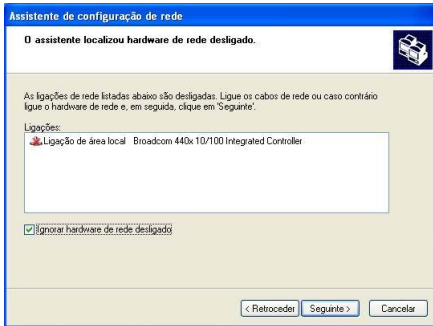 Assistente de configuração de rede
O assistente localizou hardware de rede desligado.
As ligações de rede listadas abaixo são desligadas. Ligue os cabos de rede ou caso contrário
ligue o hardware de rede e, em seguida, clique em 'Seguinte'.
Ligações:
Ligação de área local Broadcom 440x 10/100 Integrated Controller
Ignorar hardware de rede desligado
< Retroceder Seguinte > Cancelar